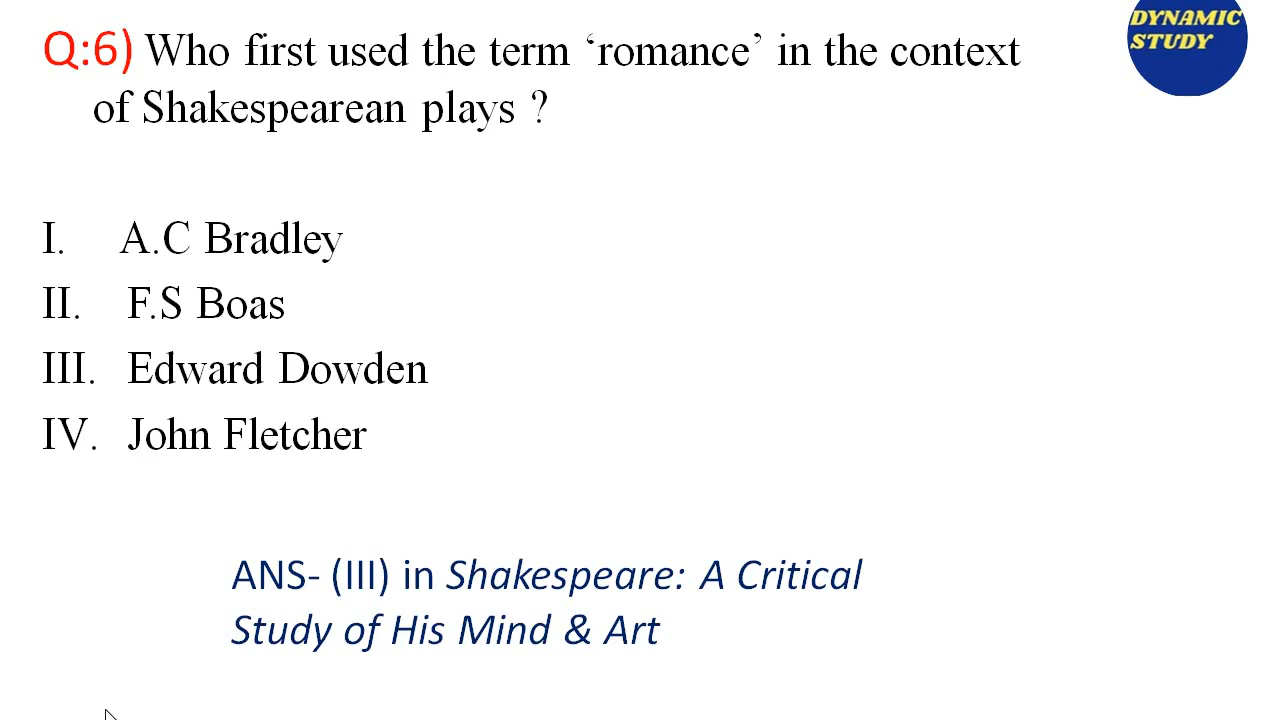 DYNAMIC
STUDY
Q:6) Who first used the term ‘romance’ in the context
of Shakespearean plays ?
I. A.C Bradley
II. F.S Boas
III. Edward Dowden
IV. John Fletcher
ANS- (III) in Shakespeare: A Critical
Study of His Mind & Art